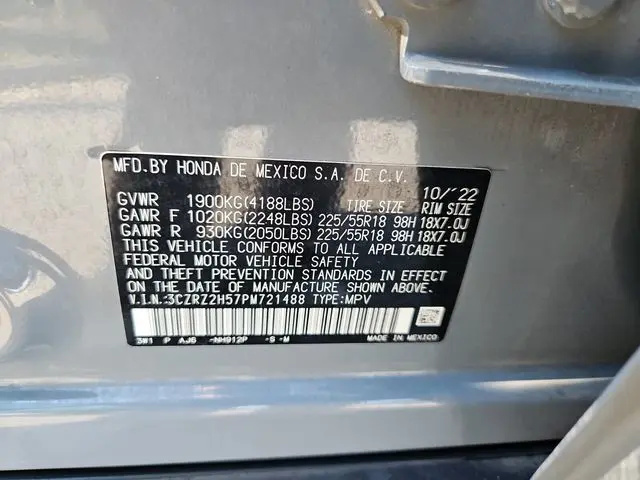 MFD.BY HONDA DE MEXICO S.A. DE C.V.
10/'22
GVWR 1900KG(4188LBS) TIRE SIZE RIM SIZE
GAWR F 1020KG(2248LBS) 225/55R18 98H 18X7.0J
GAWR R 930KG(2050LBS) 225/55R18 98H 18X7.0J
THIS VEHICLE CONFORMS TO ALL APPLICABLE
FEDERAL MOTOR VEHICLE SAFETY
AND THEFT PREVENTION STANDARDS IN EFFECT
ON THE DATE OF MANUFACTURE SHOWN ABOVE.
V.I.N.:3CZRZ2H57PM721488 TYPE:MPV
3W1 P AJ6 -NH912P -S -M MADE IN MEXICO